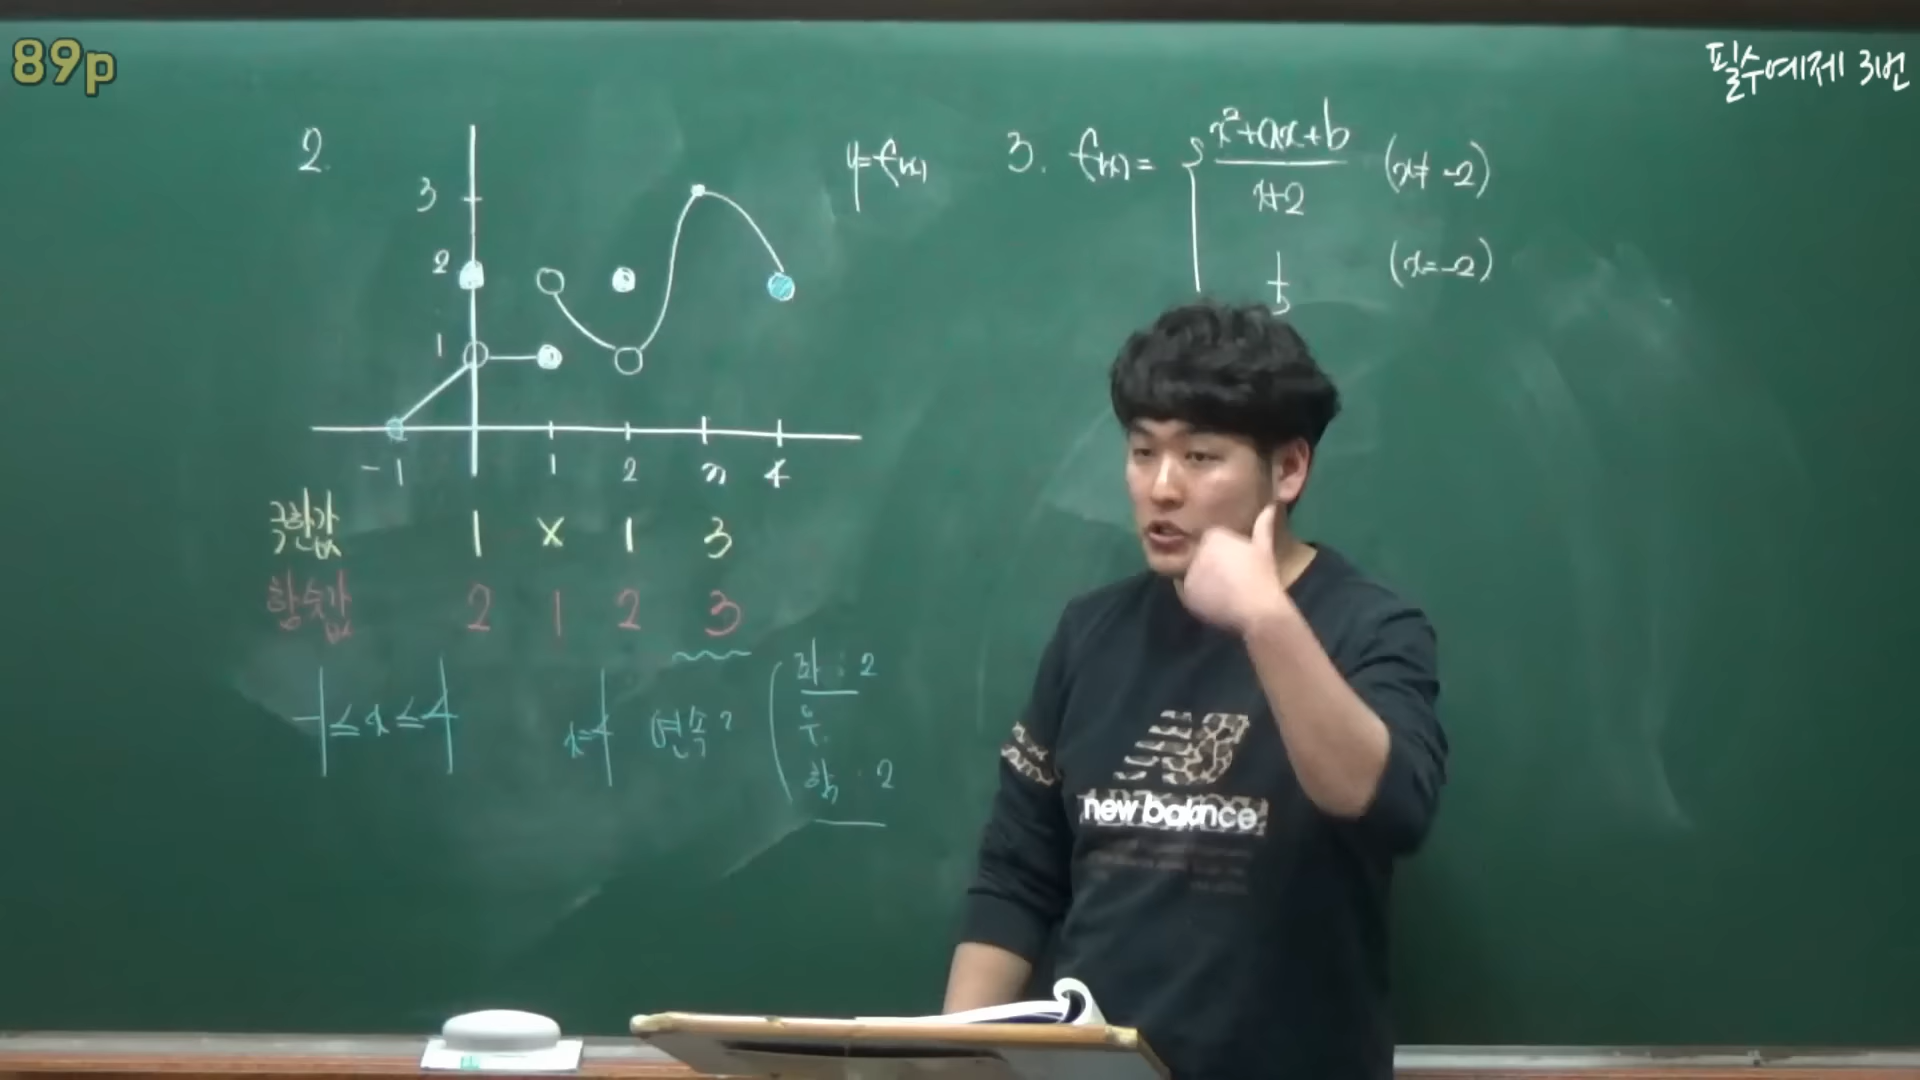 89p
필수예제 3번
2.
y=f(x)
3
2
1
-1 1 2 n 4
극한값 1 × 1 3
함숫값 2 1 2 3
-1≤x≤4
x=4 연속?
좌 : 2
우
함 : 2
3. f(x)= { x²+ax+b / x+2 (x≠-2)
(x=-2)
new balance